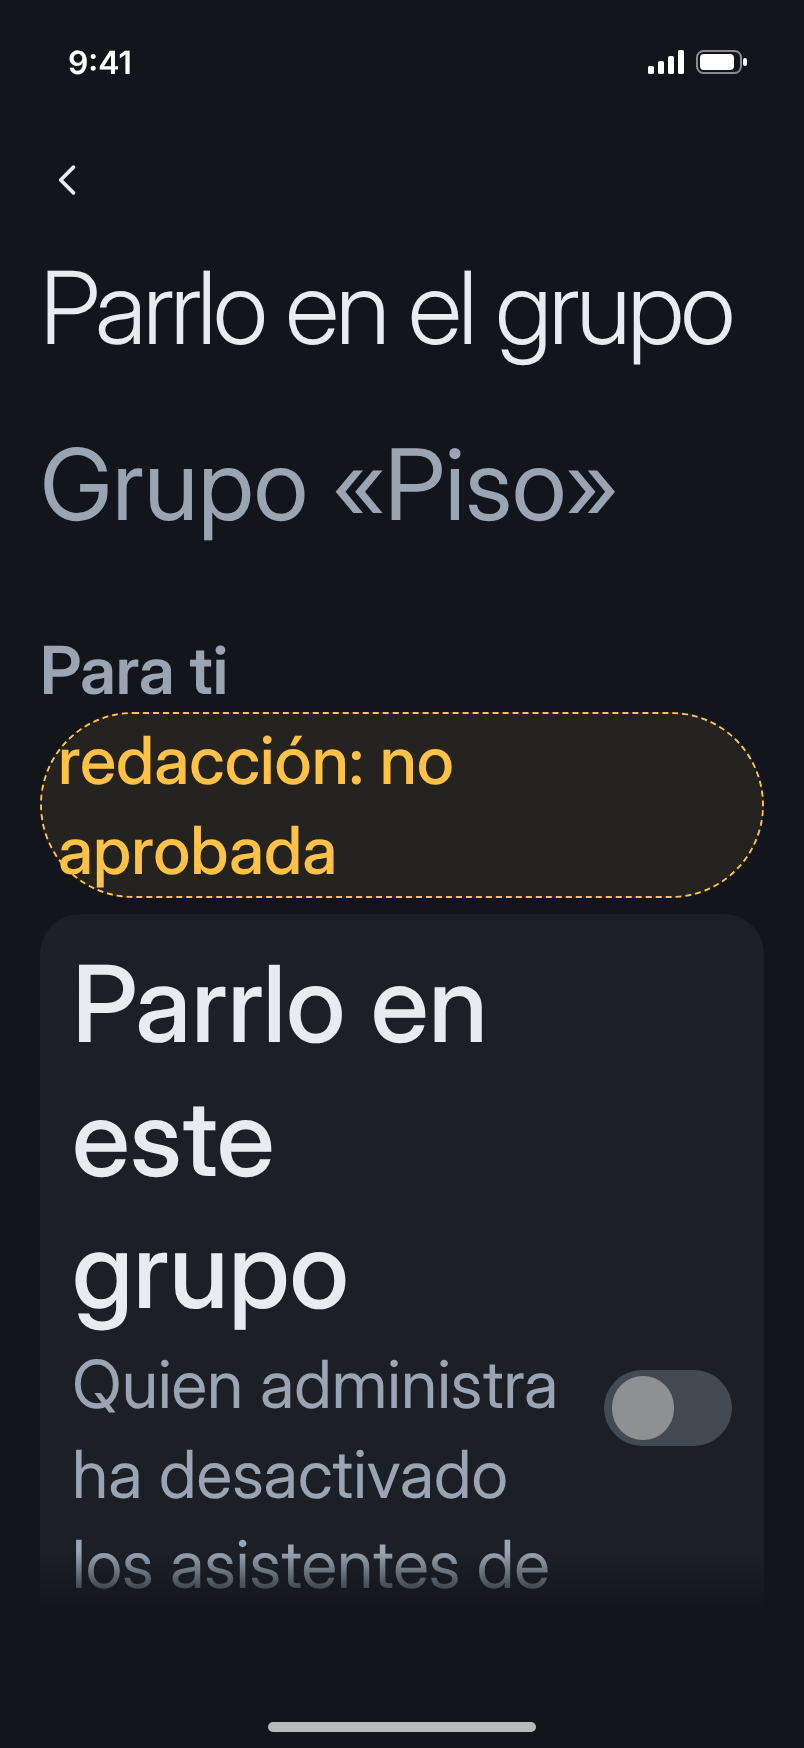 9:41
Parrlo en el grupo
Grupo «Piso»
Para ti
redacción: no
aprobada
Parrlo en
este
grupo
Quien administra
ha desactivado
los asistentes de